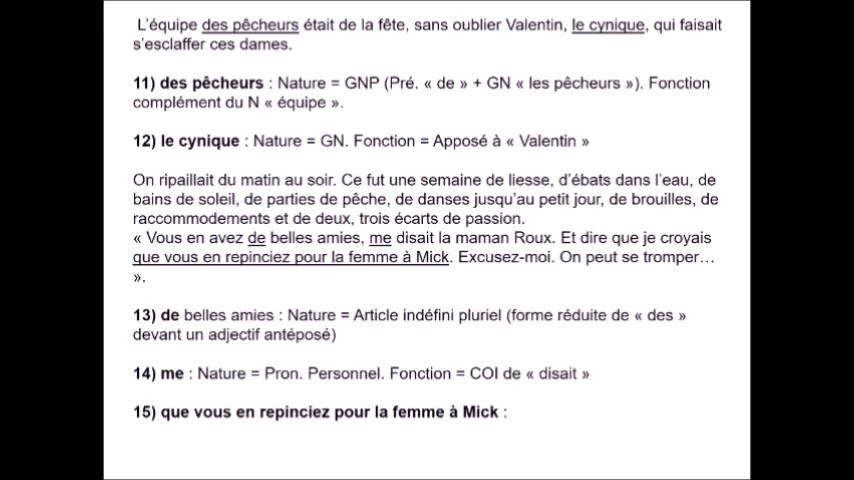 L'équipe des pêcheurs était de la fête, sans oublier Valentin, le cynique, qui faisait
s'esclaffer ces dames.
11) des pêcheurs : Nature = GNP (Pré. « de » + GN « les pêcheurs »). Fonction
complément du N « équipe ».
12) le cynique : Nature = GN. Fonction = Apposé à « Valentin »
On ripaillait du matin au soir. Ce fut une semaine de liesse, d'ébats dans l'eau, de
bains de soleil, de parties de pêche, de danses jusqu'au petit jour, de brouilles, de
raccommodements et de deux, trois écarts de passion.
« Vous en avez de belles amies, me disait la maman Roux. Et dire que je croyais
que vous en repinciez pour la femme à Mick. Excusez-moi. On peut se tromper…
».
13) de belles amies : Nature = Article indéfini pluriel (forme réduite de « des »
devant un adjectif antéposé)
14) me : Nature = Pron. Personnel. Fonction = COI de « disait »
15) que vous en repinciez pour la femme à Mick :